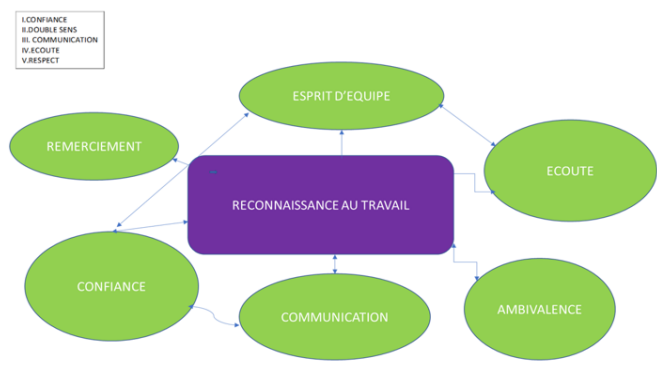 I.CONFIANCE
II.DOUBLE SENS
III. COMMUNICATION
IV.ECOUTE
V.RESPECT
ESPRIT D'EQUIPE
REMERCIEMENT
ECOUTE
RECONNAISSANCE AU TRAVAIL
CONFIANCE
COMMUNICATION
AMBIVALENCE